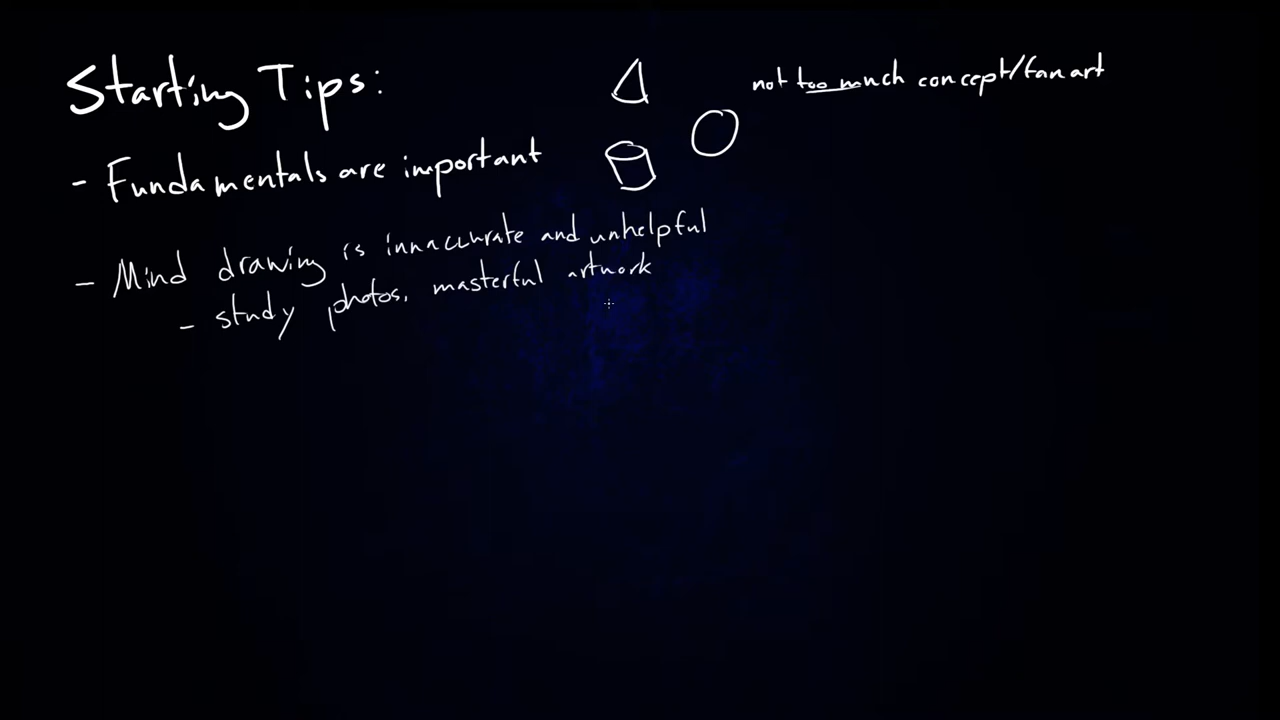 Starting Tips:
not too much concept/fan art
- Fundamentals are important
- Mind drawing is innaccurate and unhelpful
- study photos, masterful artwork